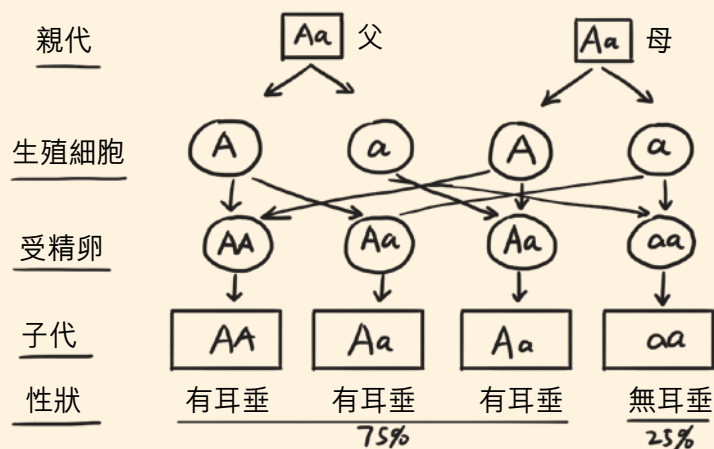 親代 Aa 父 Aa 母
生殖細胞 A a A a
受精卵 AA Aa Aa aa
子代 AA Aa Aa aa
性狀 有耳垂 有耳垂 有耳垂 無耳垂
75% 25%